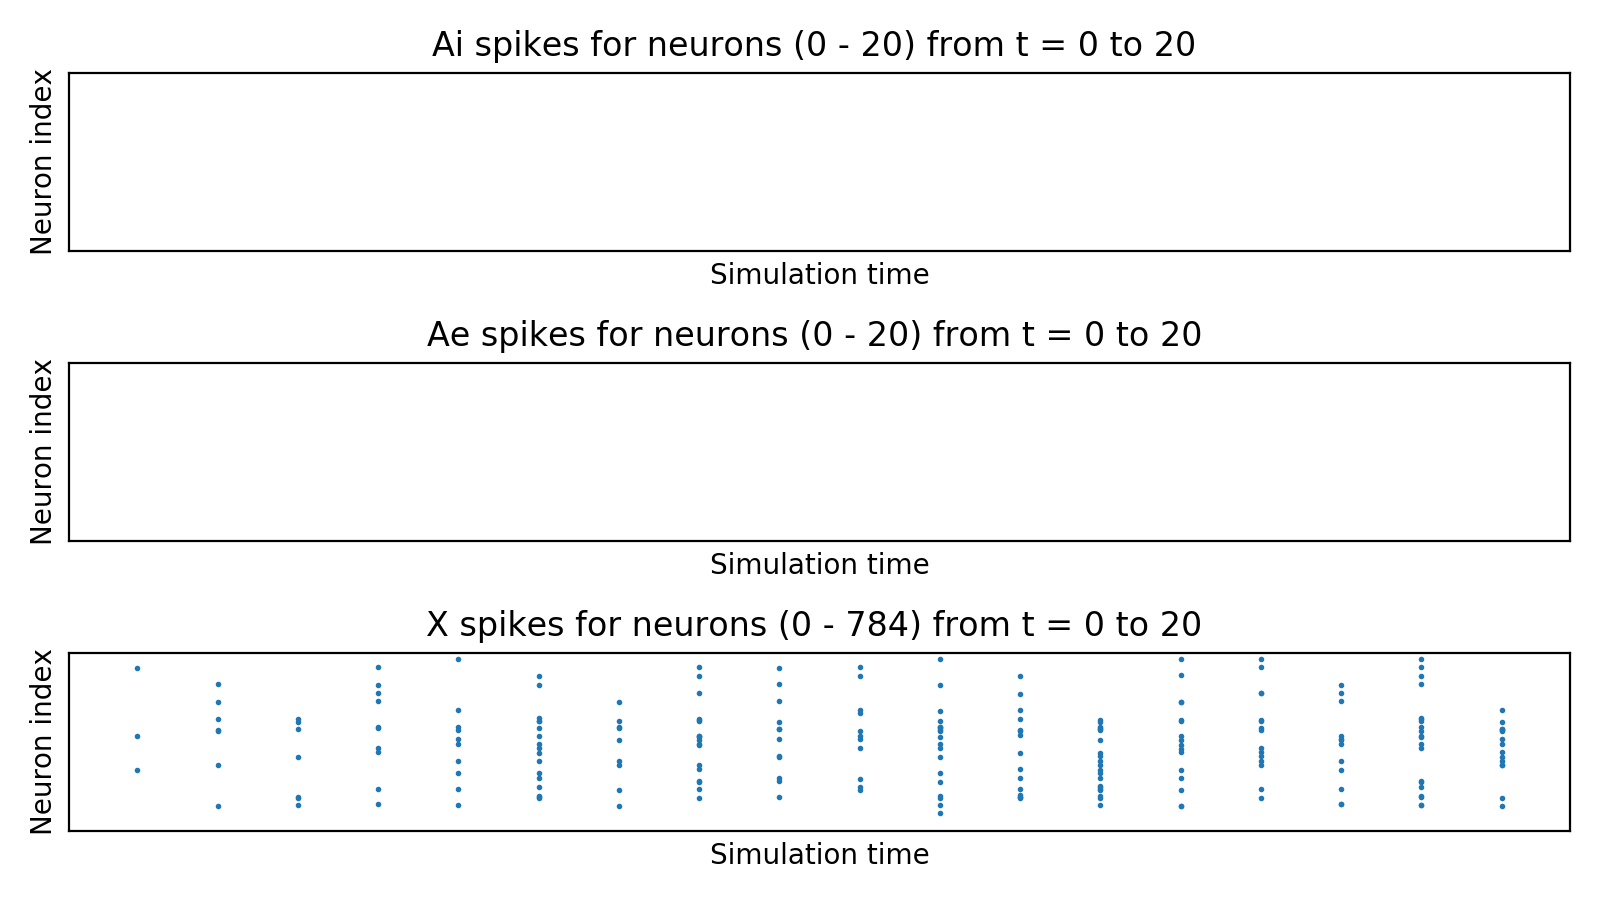 Ai spikes for neurons (0 - 20) from t = 0 to 20
Neuron index
Simulation time
Ae spikes for neurons (0 - 20) from t = 0 to 20
Neuron index
Simulation time
X spikes for neurons (0 - 784) from t = 0 to 20
Neuron index
Simulation time